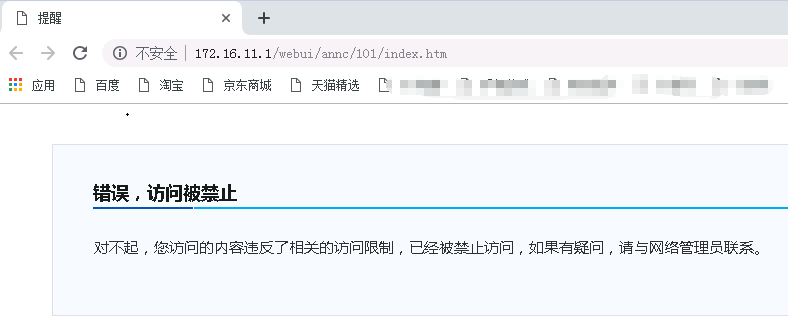 提醒
不安全 172.16.11.1/webui/annc/101/index.htm
应用 百度 淘宝 京东商城 天猫精选
错误，访问被禁止
对不起，您访问的内容违反了相关的访问限制，已经被禁止访问，如果有疑问，请与网络管理员联系。